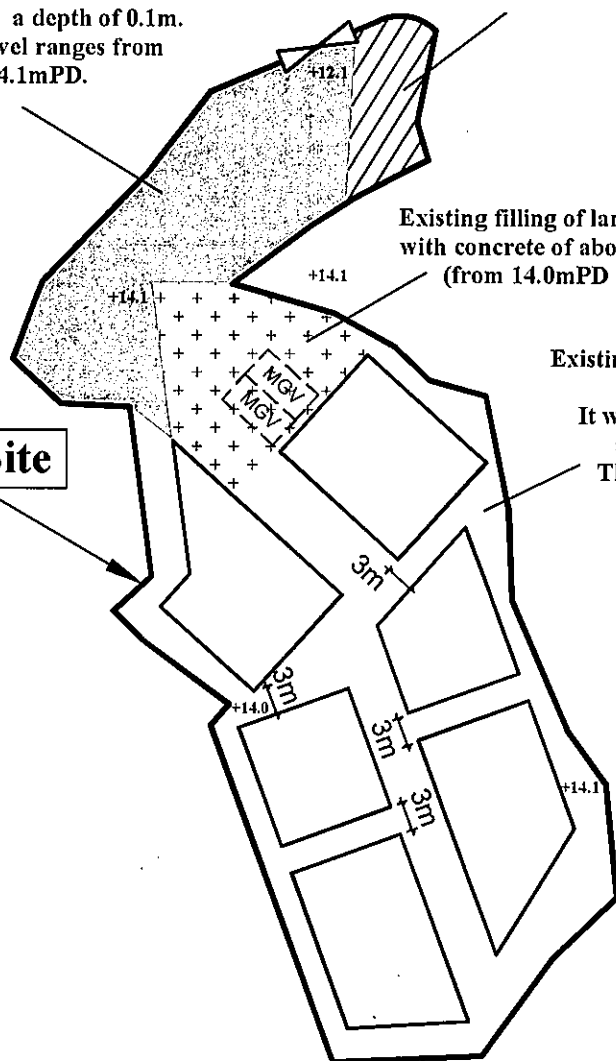 a depth of 0.1m.
vel ranges from
4.1mPD.
+12.1
Existing filling of lan
with concrete of abo
(from 14.0mPD
+14.1
+14.1
MGV
MGV
Existin
It w
Th
Site
3m
3m
+14.0
3m
3m
+14.1